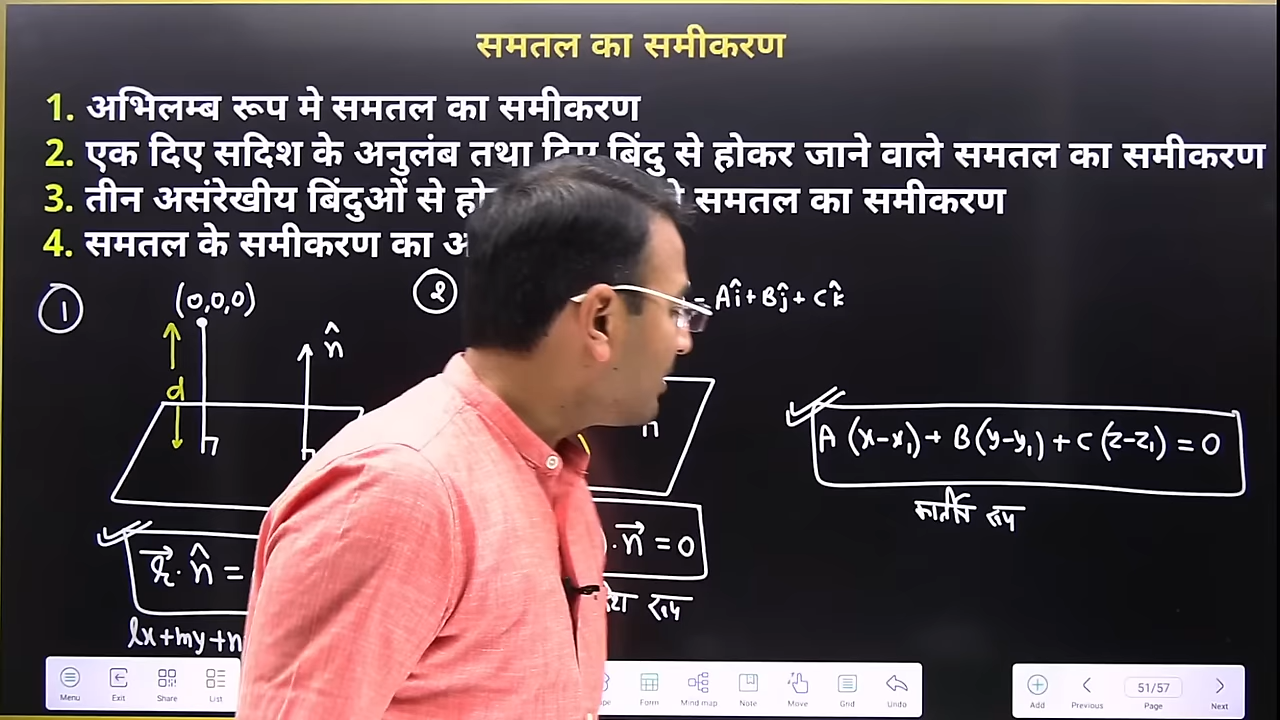 समतल का समीकरण
1. अभिलम्ब रूप मे समतल का समीकरण
2. एक दिए सदिश के अनुलंब तथा दिए बिंदु से होकर जाने वाले समतल का समीकरण
3. तीन असंरेखीय बिंदुओं से समतल का समीकरण
4. समतल के समीकरण का
① (0,0,0) n̂ d
② = Aî + Bĵ + Ck̂
A(x-x₁) + B(y-y₁) + C(z-z₁) = 0
कार्तीय रूप
r⃗ . n̂ =
lx+my+n
. n⃗ = 0
रूप
Menu Exit Share List Form Mind map Note Move Grid Undo Add Previous 51/57 Page Next